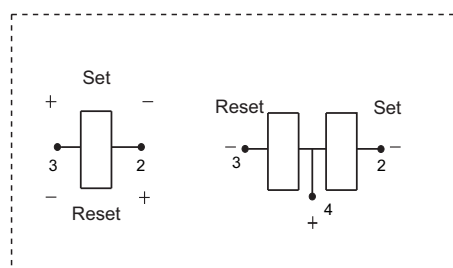 Set
+ −
3 2
− +
Reset
Reset Set
− −
3 2
4
+